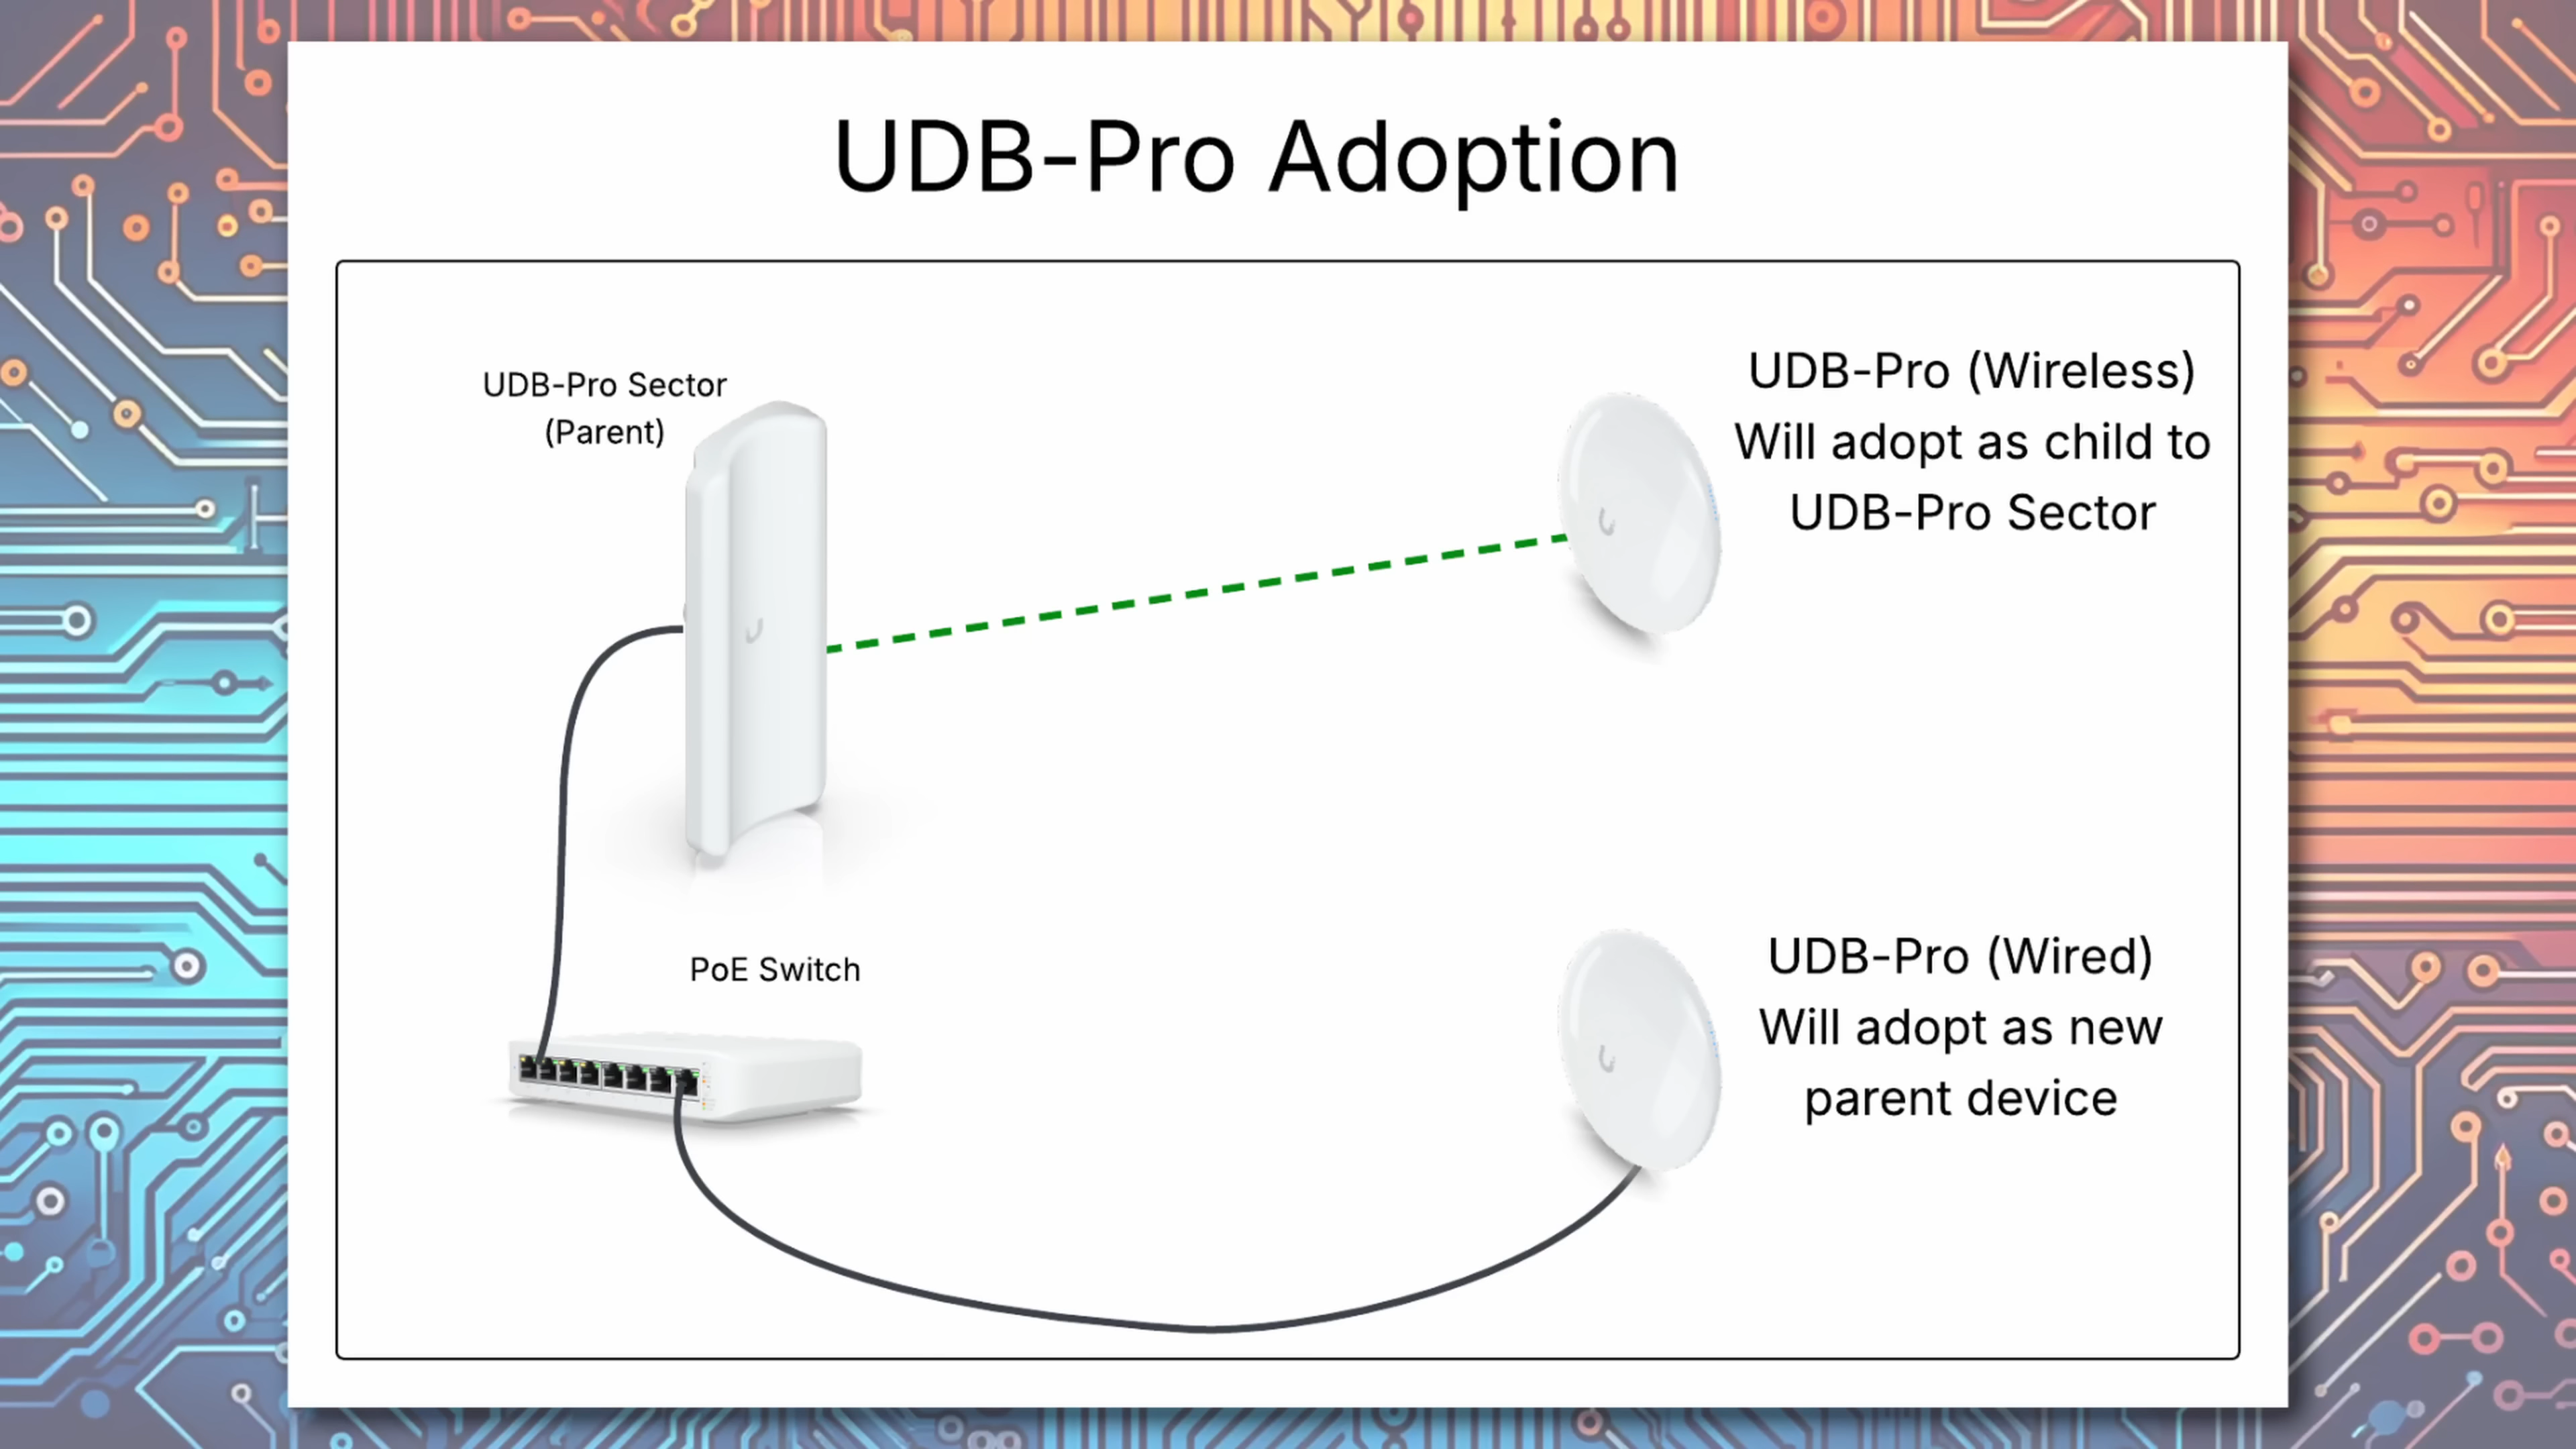 UDB-Pro Adoption
UDB-Pro Sector
(Parent)
UDB-Pro (Wireless)
Will adopt as child to
UDB-Pro Sector
PoE Switch
UDB-Pro (Wired)
Will adopt as new
parent device